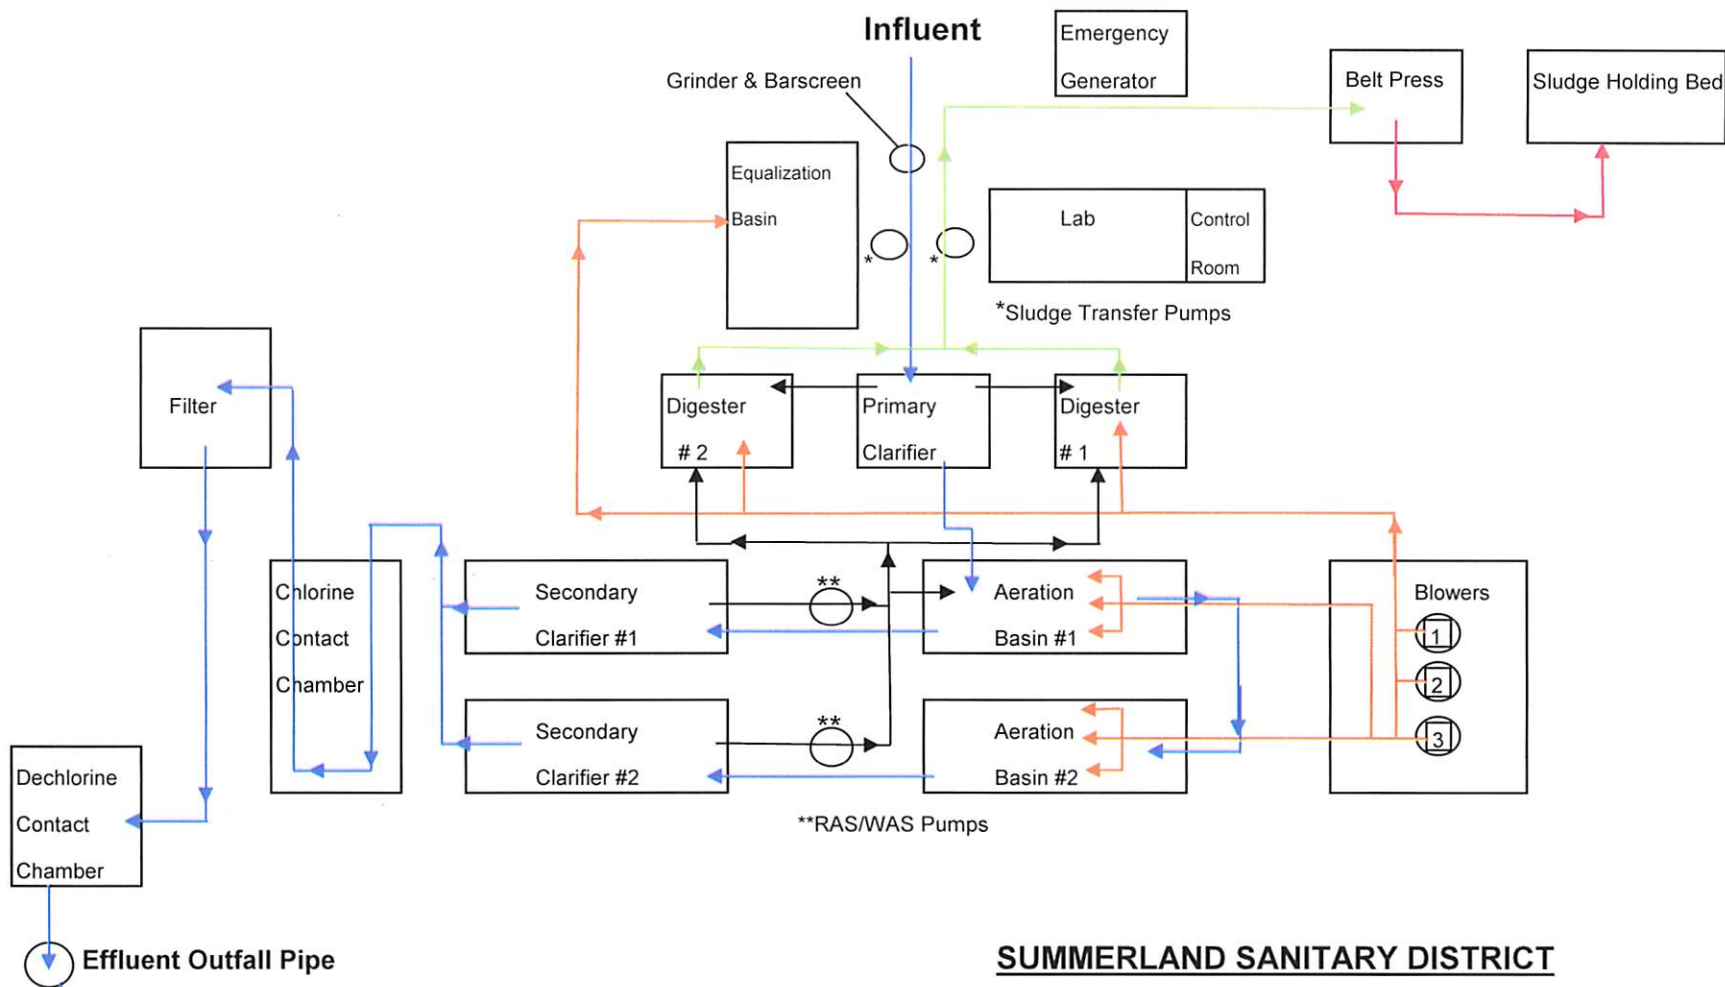 Influent
Emergency
Generator
Grinder & Barscreen
Belt Press
Sludge Holding Bed
Equalization
Basin
Lab
Control
Room
*
*
*Sludge Transfer Pumps
Filter
Digester
# 2
Primary
Clarifier
Digester
# 1
Chlorine
Contact
Chamber
Secondary
Clarifier #1
**
Aeration
Basin #1
Blowers
1
2
3
Secondary
Clarifier #2
**
Aeration
Basin #2
Dechlorine
Contact
Chamber
**RAS/WAS Pumps
Effluent Outfall Pipe
SUMMERLAND SANITARY DISTRICT